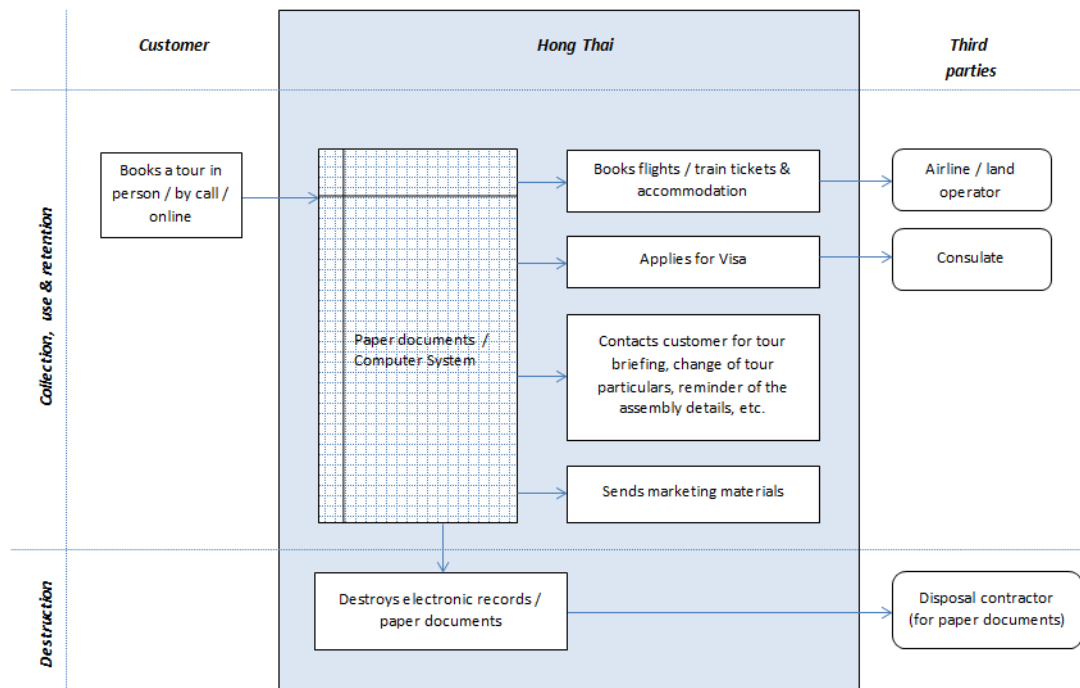 Customer
Hong Thai
Third
parties
Collection, use & retention
Books a tour in
person / by call /
online
Paper documents /
Computer System
Books flights / train tickets &
accommodation
Airline / land
operator
Applies for Visa
Consulate
Contacts customer for tour
briefing, change of tour
particulars, reminder of the
assembly details, etc.
Sends marketing materials
Destruction
Destroys electronic records /
paper documents
Disposal contractor
(for paper documents)